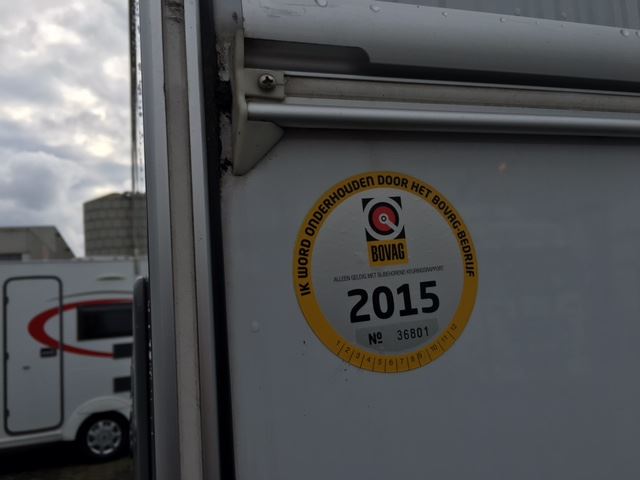 IK WORD ONDERHOUDEN DOOR HET BOVAG-BEDRIJF
BOVAG
ALLEEN GELDIG MET BIJBEHOREND KEURINGSRAPPORT
2015
Nº 36801
1 2 3 4 5 6 7 8 9 10 11 12